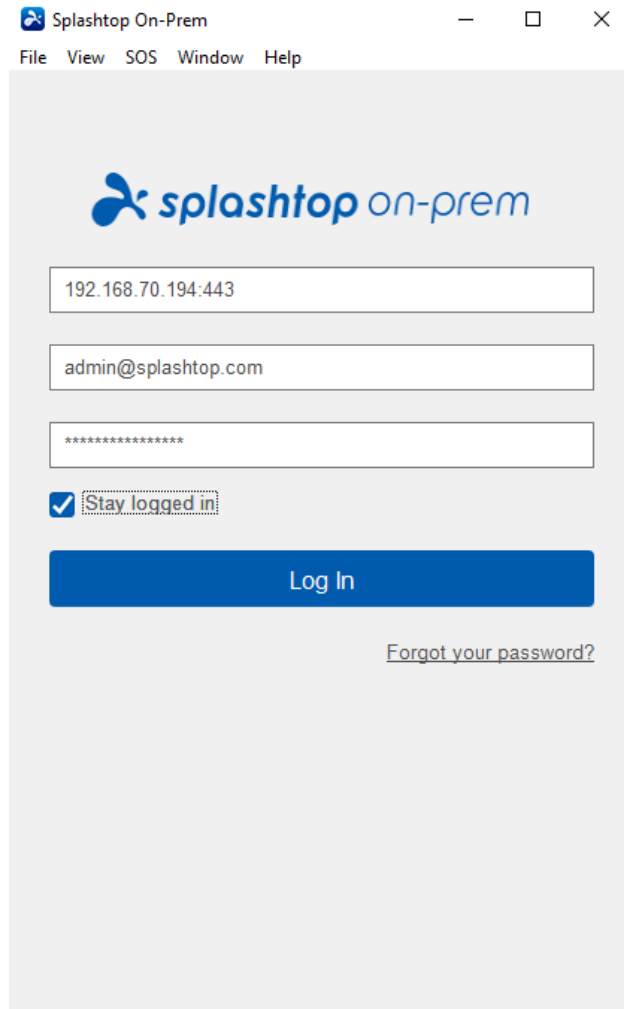 Splashtop On-Prem
File View SOS Window Help
splashtop on-prem
192.168.70.194:443
admin@splashtop.com
****************
Stay logged in
Log In
Forgot your password?